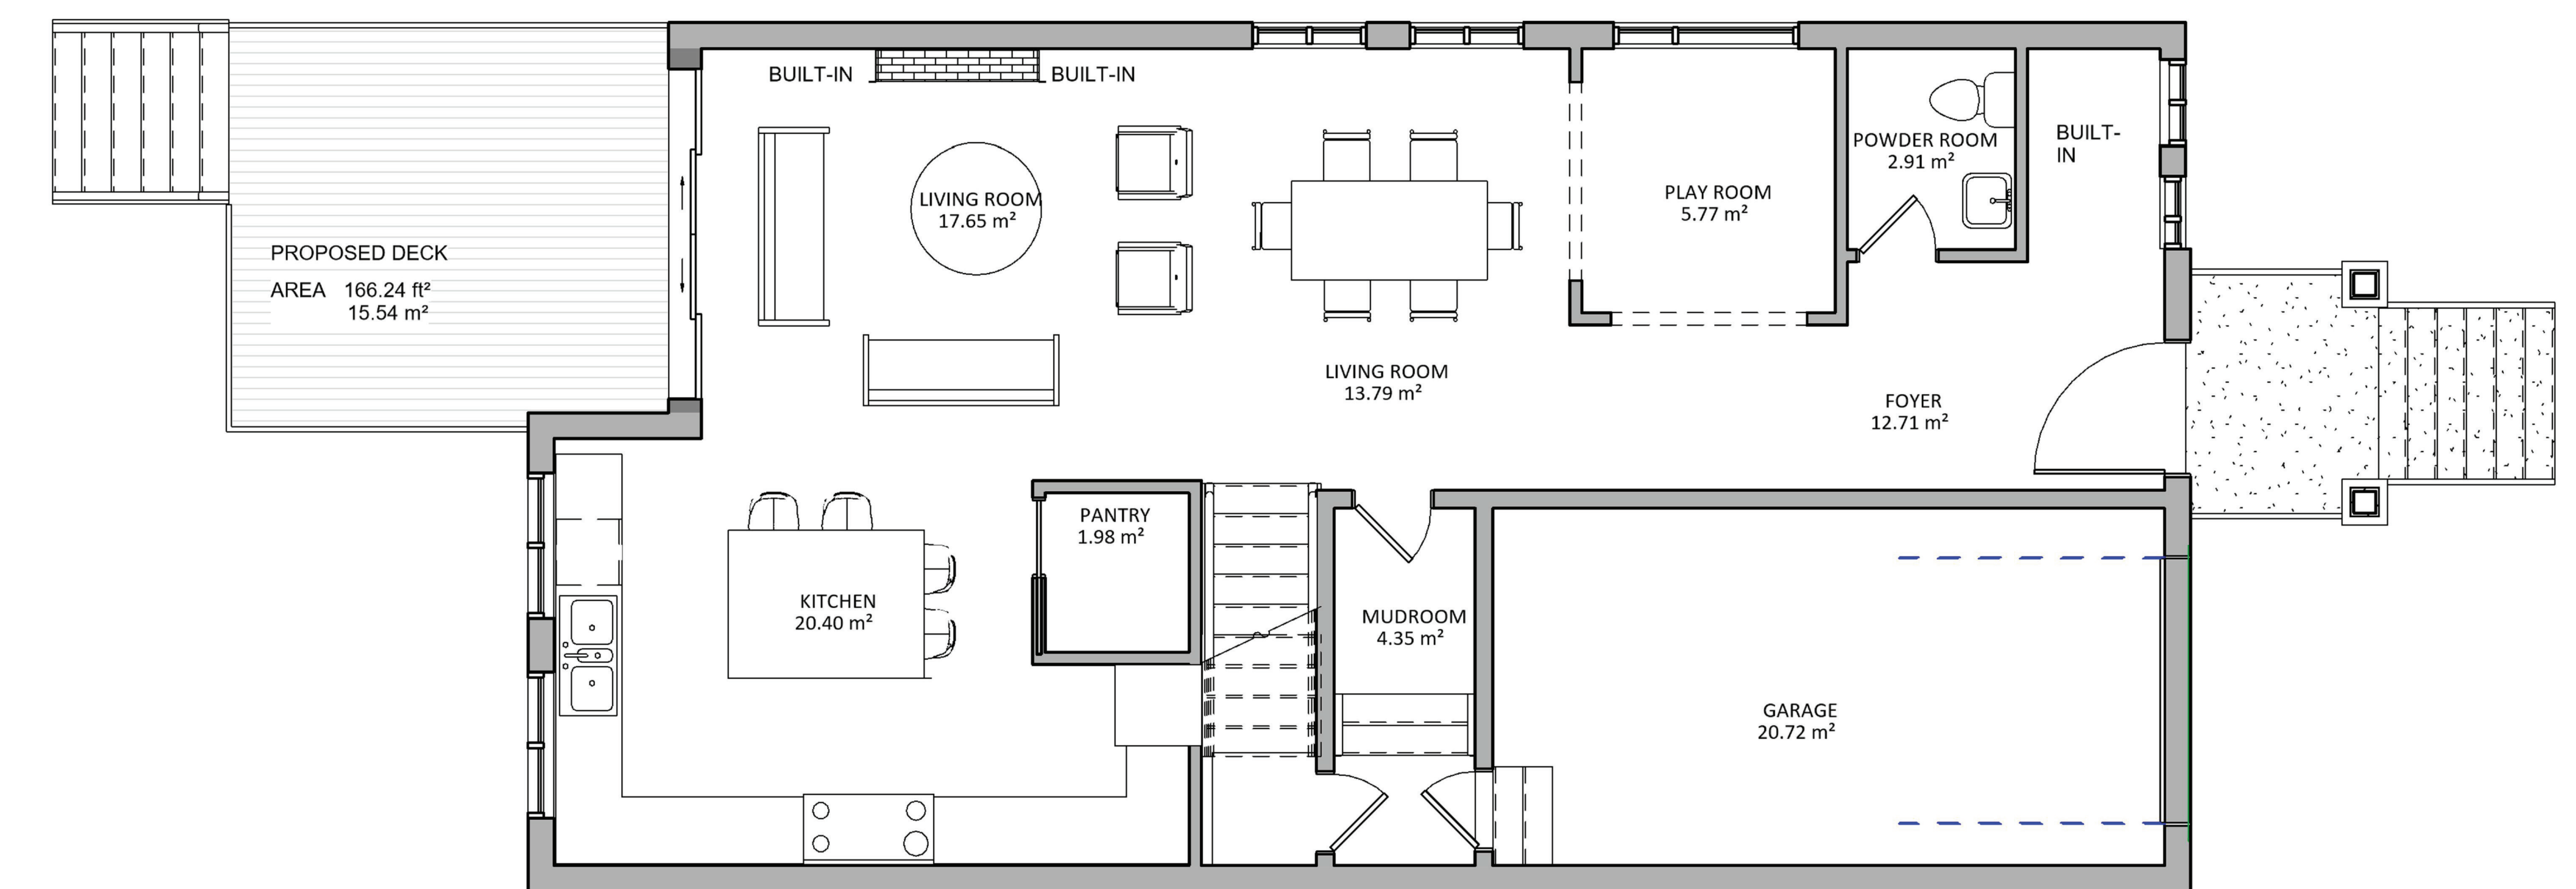 BUILT-IN
BUILT-IN
LIVING ROOM
17.65 m²
PROPOSED DECK
AREA 166.24 ft²
15.54 m²
LIVING ROOM
13.79 m²
PLAY ROOM
5.77 m²
POWDER ROOM
2.91 m²
BUILT-
IN
FOYER
12.71 m²
PANTRY
1.98 m²
KITCHEN
20.40 m²
MUDROOM
4.35 m²
GARAGE
20.72 m²